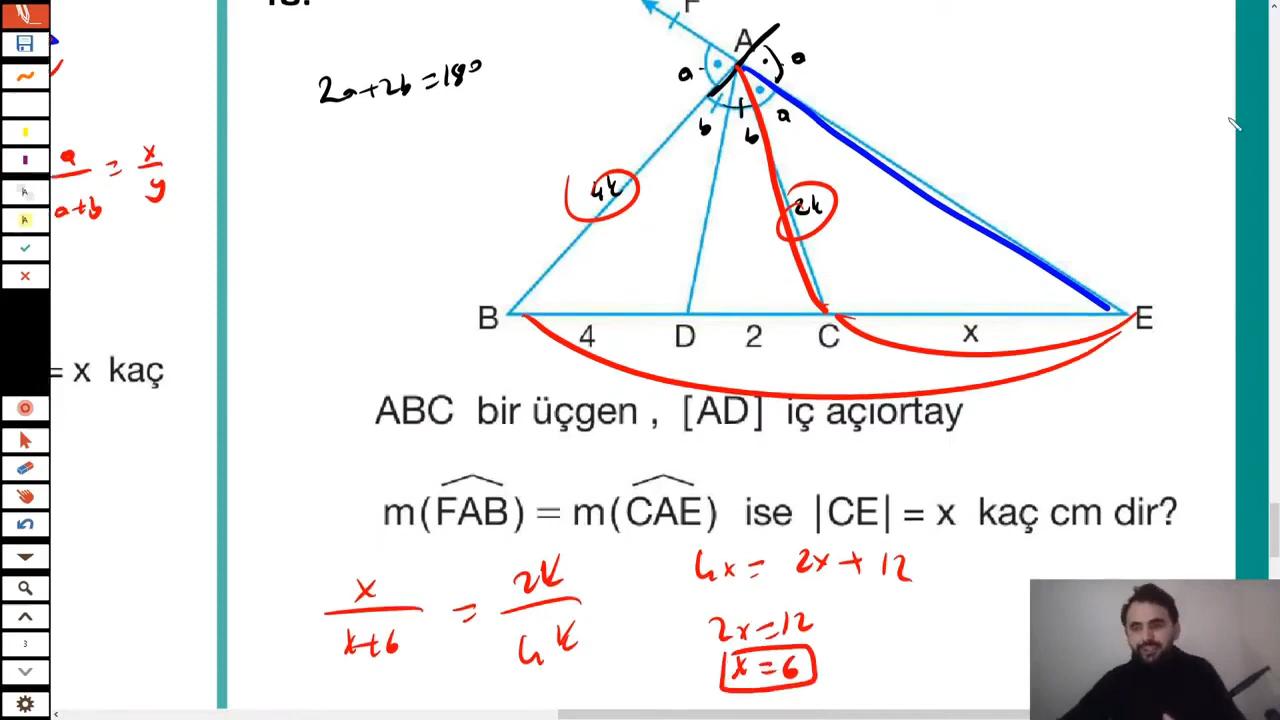 F
A
2a+2b=180
a
a
b
b
a
a/(a+b) = x/y
4k
2k
B
4
D
2
C
x
E
= x kaç
ABC bir üçgen , [AD] iç açıortay
m(FAB) = m(CAE) ise |CE| = x kaç cm dir?
x/(x+6) = 2k/4k
4x = 2x + 12
2x=12
x=6
3